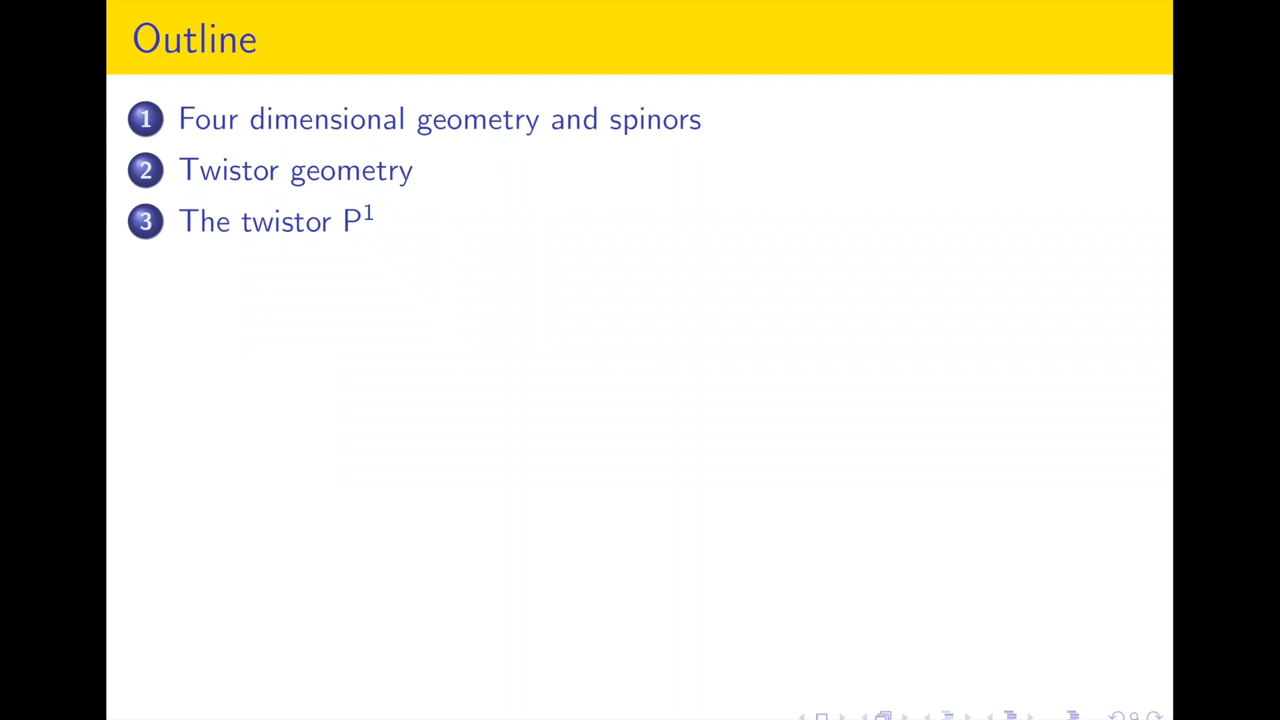 Outline
1 Four dimensional geometry and spinors
2 Twistor geometry
3 The twistor P¹